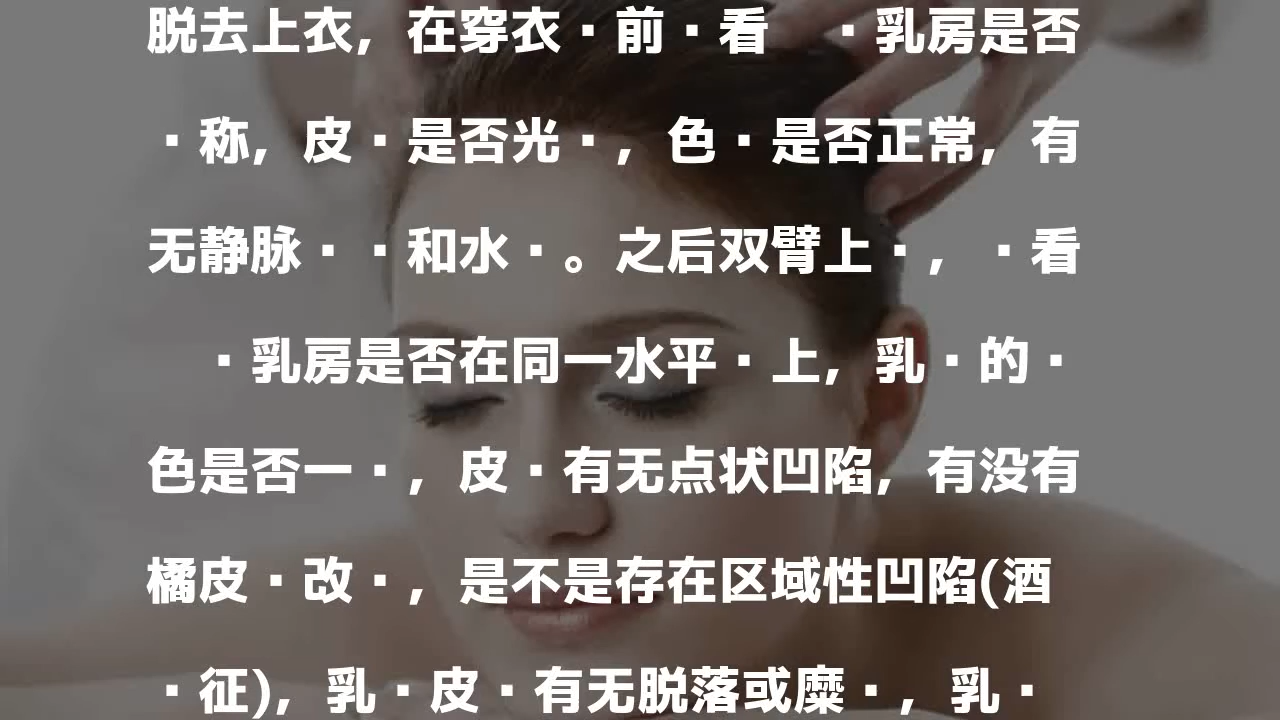 脱去上衣，在穿衣·前·看 ·乳房是否
·称，皮·是否光·，色·是否正常，有
无静脉··和水·。之后双臂上·，·看
·乳房是否在同一水平·上，乳·的·
色是否一·，皮·有无点状凹陷，有没有
橘皮·改·，是不是存在区域性凹陷(酒
·征)，乳·皮·有无脱落或糜·，乳·